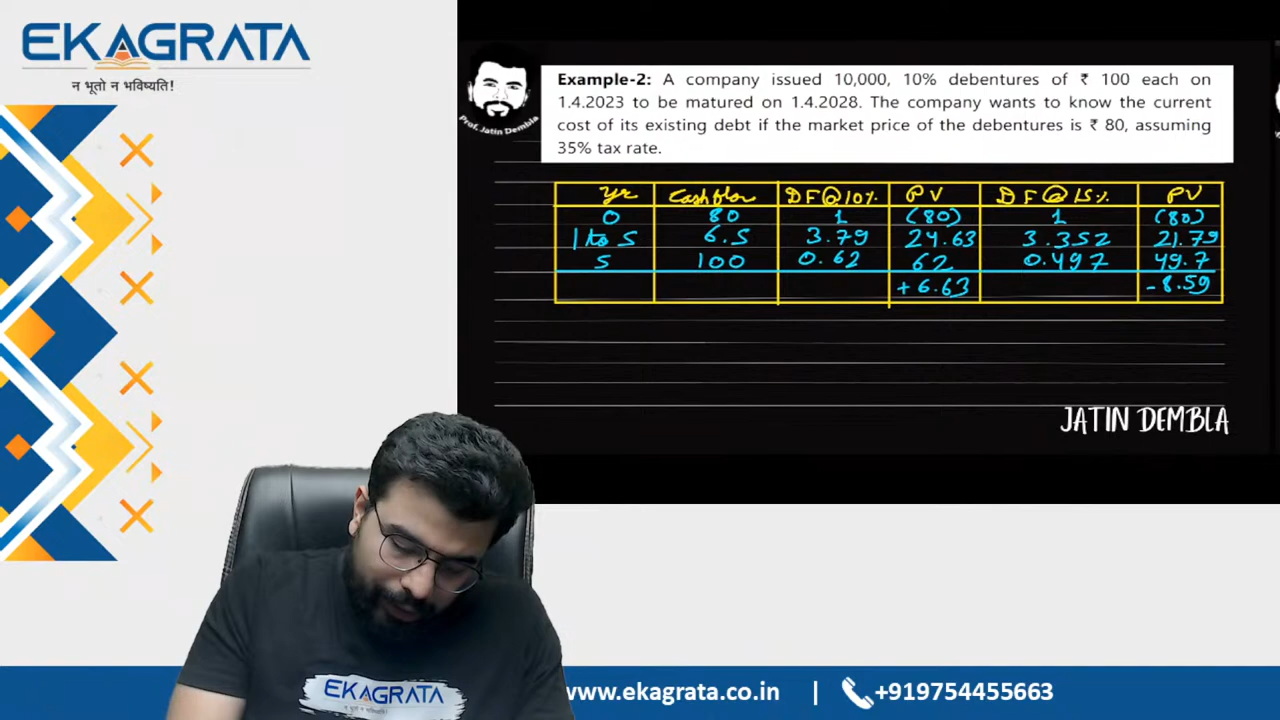 EKAGRATA
न भूतो न भविष्यति!
Prof. Jatin Dembla
Example-2: A company issued 10,000, 10% debentures of ₹ 100 each on
1.4.2023 to be matured on 1.4.2028. The company wants to know the current
cost of its existing debt if the market price of the debentures is ₹ 80, assuming
35% tax rate.
Yr Cashflow DF@10% PV DF@15% PV
0 80 1 (80) 1 (80)
1 to 5 6.5 3.79 24.63 3.352 21.79
5 100 0.62 62 0.497 49.7
+6.63 -8.59
JATIN DEMBLA
EKAGRATA
न भूतो न भविष्यति!
www.ekagrata.co.in | +919754455663